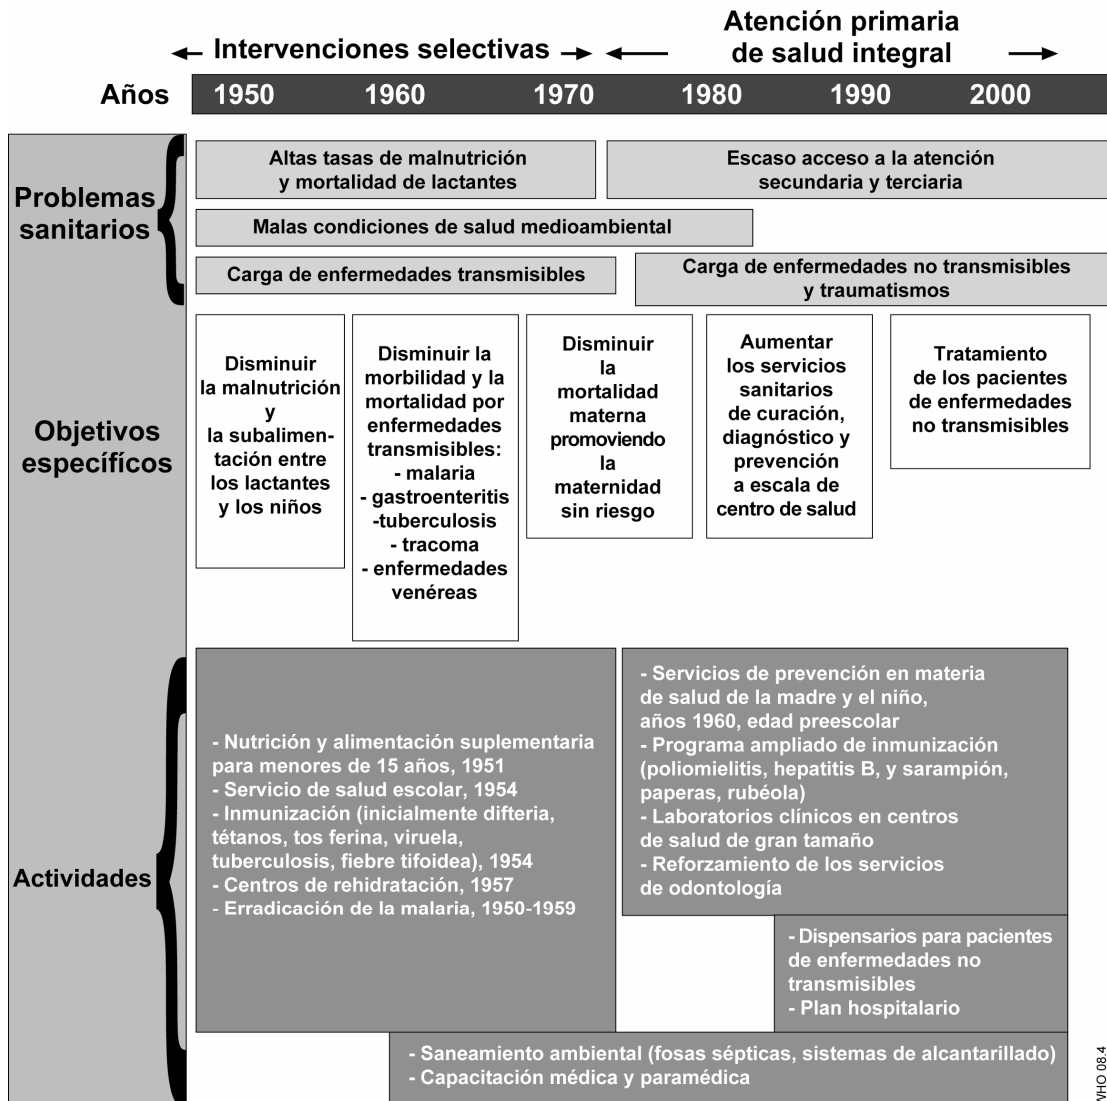 Intervenciones selectivas
Atención primaria
de salud integral
Años
1950 1960 1970 1980 1990 2000
Problemas
sanitarios
Altas tasas de malnutrición
y mortalidad de lactantes
Escaso acceso a la atención
secundaria y terciaria
Malas condiciones de salud medioambiental
Carga de enfermedades transmisibles
Carga de enfermedades no transmisibles
y traumatismos
Objetivos
específícos
Disminuir
la malnutrición
y
la subalimen-
tación entre
los lactantes
y los niños
Disminuir la
morbilidad y la
mortalidad por
enfermedades
transmisibles:
- malaria
- gastroenteritis
-tuberculosis
- tracoma
- enfermedades
venéreas
Disminuir
la
mortalidad
materna
promoviendo
la
maternidad
sin riesgo
Aumentar
los servicios
sanitarios
de curación,
diagnóstico y
prevención
a escala de
centro de salud
Tratamiento
de los pacientes
de enfermedades
no transmisibles
Actividades
- Nutrición y alimentación suplementaria
para menores de 15 años, 1951
- Servicio de salud escolar, 1954
- Inmunización (inicialmente difteria,
tétanos, tos ferina, viruela,
tuberculosis, fiebre tifoidea), 1954
- Centros de rehidratación, 1957
- Erradicación de la malaria, 1950-1959
- Servicios de prevención en materia
de salud de la madre y el niño,
años 1960, edad preescolar
- Programa ampliado de inmunización
(poliomielitis, hepatitis B, y sarampión,
paperas, rubéola)
- Laboratorios clínicos en centros
de salud de gran tamaño
- Reforzamiento de los servicios
de odontología
- Dispensarios para pacientes
de enfermedades no
transmisibles
- Plan hospitalario
- Saneamiento ambiental (fosas sépticas, sistemas de alcantarillado)
- Capacitación médica y paramédica
WHO 08.4